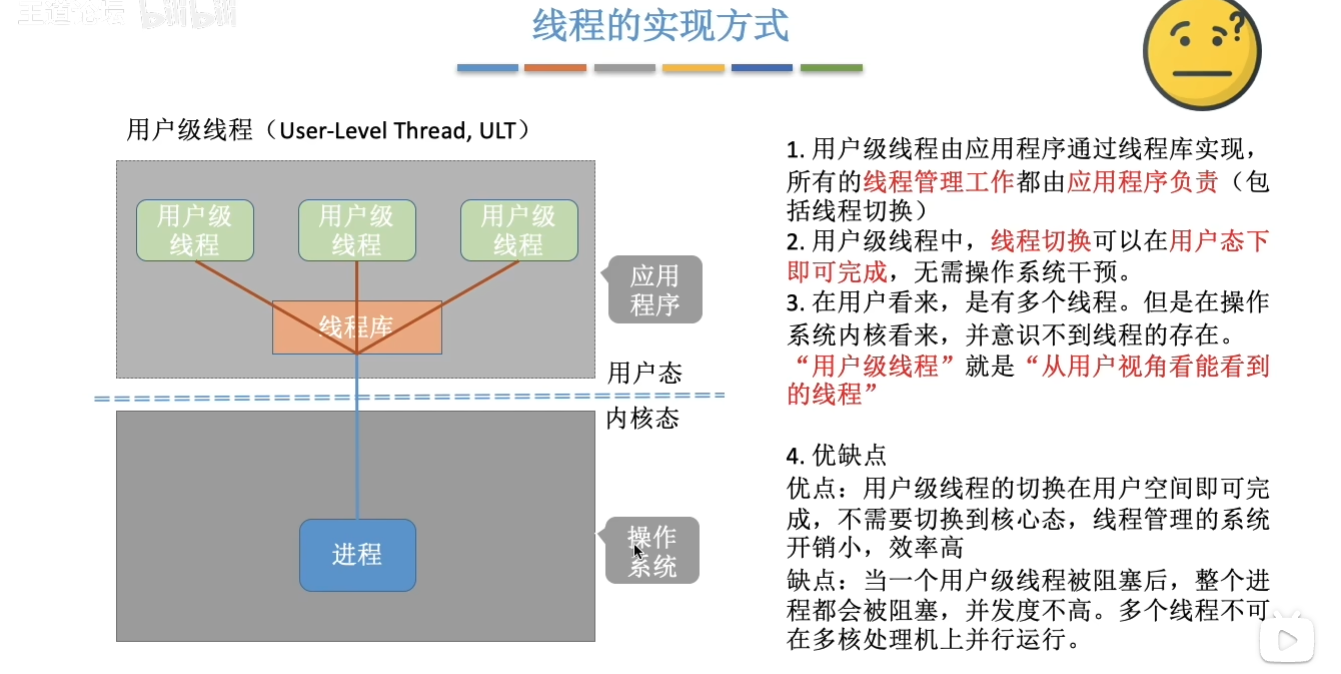 王道论坛 bilibili
线程的实现方式
用户级线程（User-Level Thread, ULT）
用户级
线程
用户级
线程
用户级
线程
线程库
应用
程序
用户态
内核态
进程
操作
系统
1. 用户级线程由应用程序通过线程库实现，
所有的线程管理工作都由应用程序负责（包
括线程切换）
2. 用户级线程中，线程切换可以在用户态下
即可完成，无需操作系统干预。
3. 在用户看来，是有多个线程。但是在操作
系统内核看来，并意识不到线程的存在。
“用户级线程”就是“从用户视角看能看到
的线程”
4. 优缺点
优点：用户级线程的切换在用户空间即可完
成，不需要切换到核心态，线程管理的系统
开销小，效率高
缺点：当一个用户级线程被阻塞后，整个进
程都会被阻塞，并发度不高。多个线程不可
在多核处理机上并行运行。